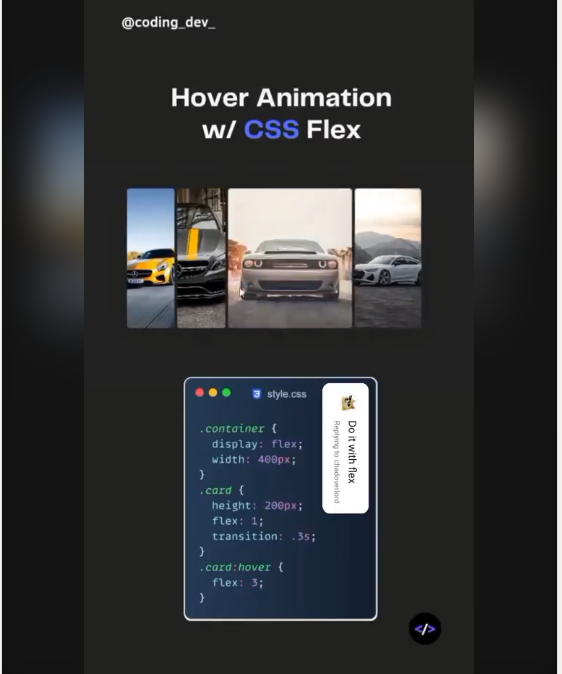 @coding_dev_
Hover Animation
w/ CSS Flex
style.css
.container {
display: flex;
width: 400px;
}
.card {
height: 200px;
flex: 1;
transition: .3s;
}
.card:hover {
flex: 3;
}
Do it with flex
Replying to chadoverlord
</>